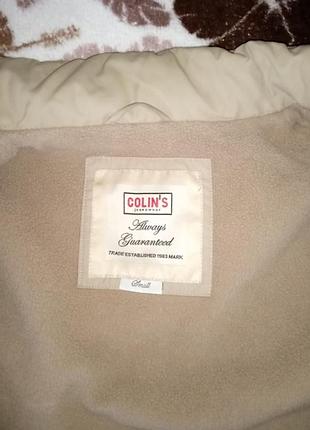 COLIN'S
jeanswear
Always
Guaranteed
TRADE ESTABLISHED 1983 MARK
Small